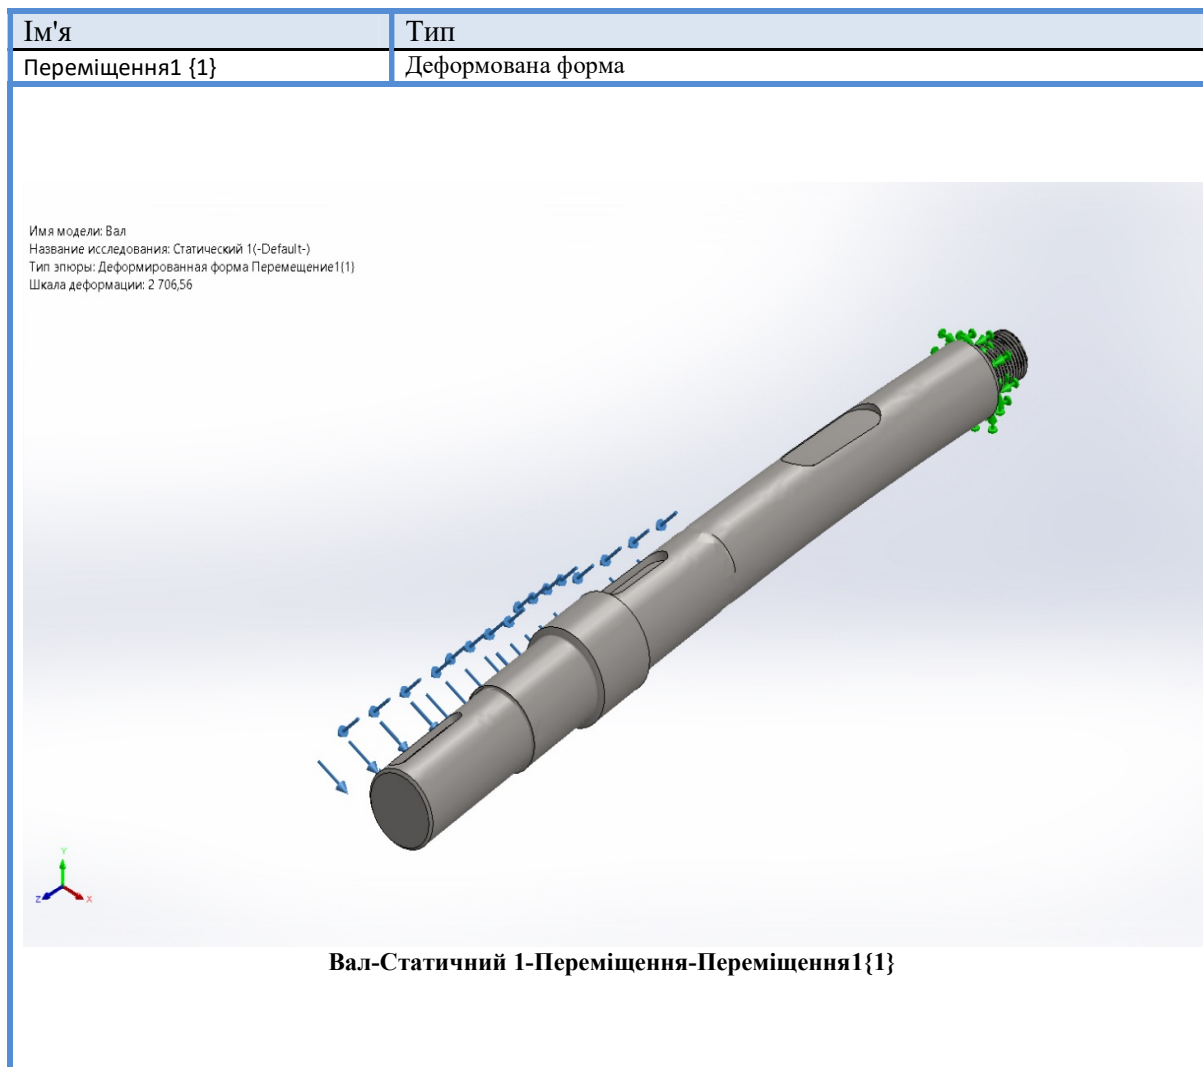 Ім'я Тип
Переміщення1 {1} Деформована форма
Имя модели: Вал
Название исследования: Статический 1(-Default-)
Тип эпюры: Деформированная форма Перемещение1(1)
Шкала деформации: 2 706,56
Y
Z X
Вал-Статичний 1-Переміщення-Переміщення1{1}